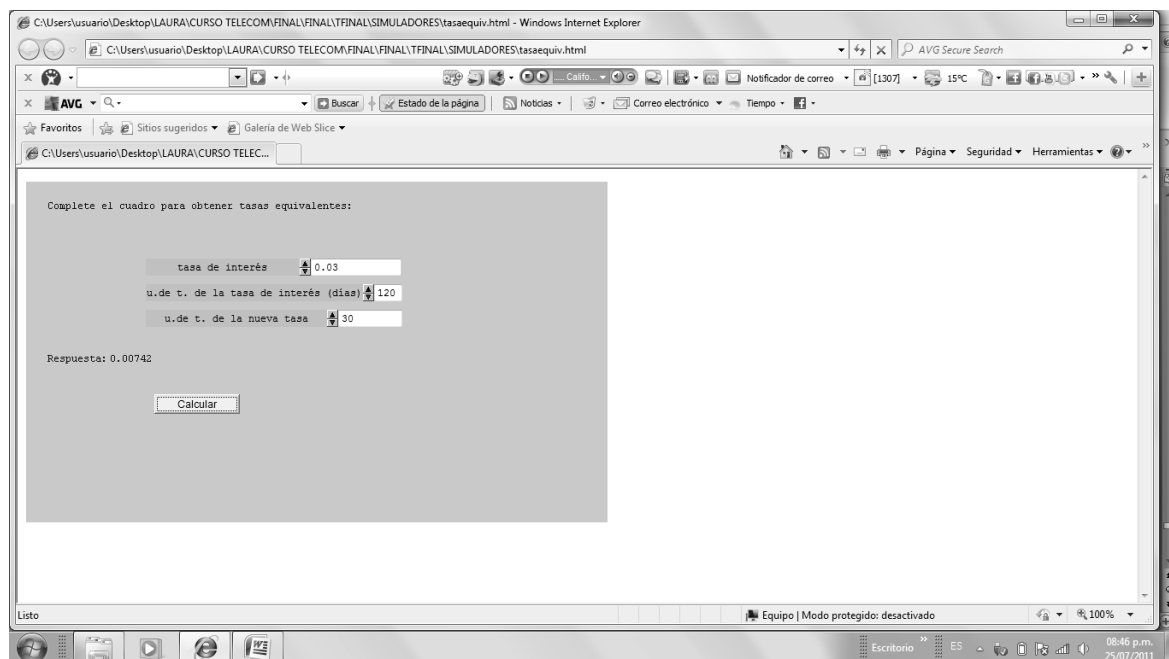 C:\Users\usuario\Desktop\LAURA\CURSO TELECOM\FINAL\FINAL\TFINAL\SIMULADORES\tasaequiv.html - Windows Internet Explorer
C:\Users\usuario\Desktop\LAURA\CURSO TELECOM\FINAL\FINAL\TFINAL\SIMULADORES\tasaequiv.html AVG Secure Search
.... Califo... Notificador de correo [1307] 15ºC
AVG Buscar Estado de la página Noticias Correo electrónico Tiempo
Favoritos Sitios sugeridos Galería de Web Slice
C:\Users\usuario\Desktop\LAURA\CURSO TELEC... Página Seguridad Herramientas
Complete el cuadro para obtener tasas equivalentes:
tasa de interés 0.03
u.de t. de la tasa de interés (días) 120
u.de t. de la nueva tasa 30
Respuesta: 0.00742
Calcular
Listo Equipo | Modo protegido: desactivado 100%
Escritorio ES 08:46 p.m.
25/07/2011